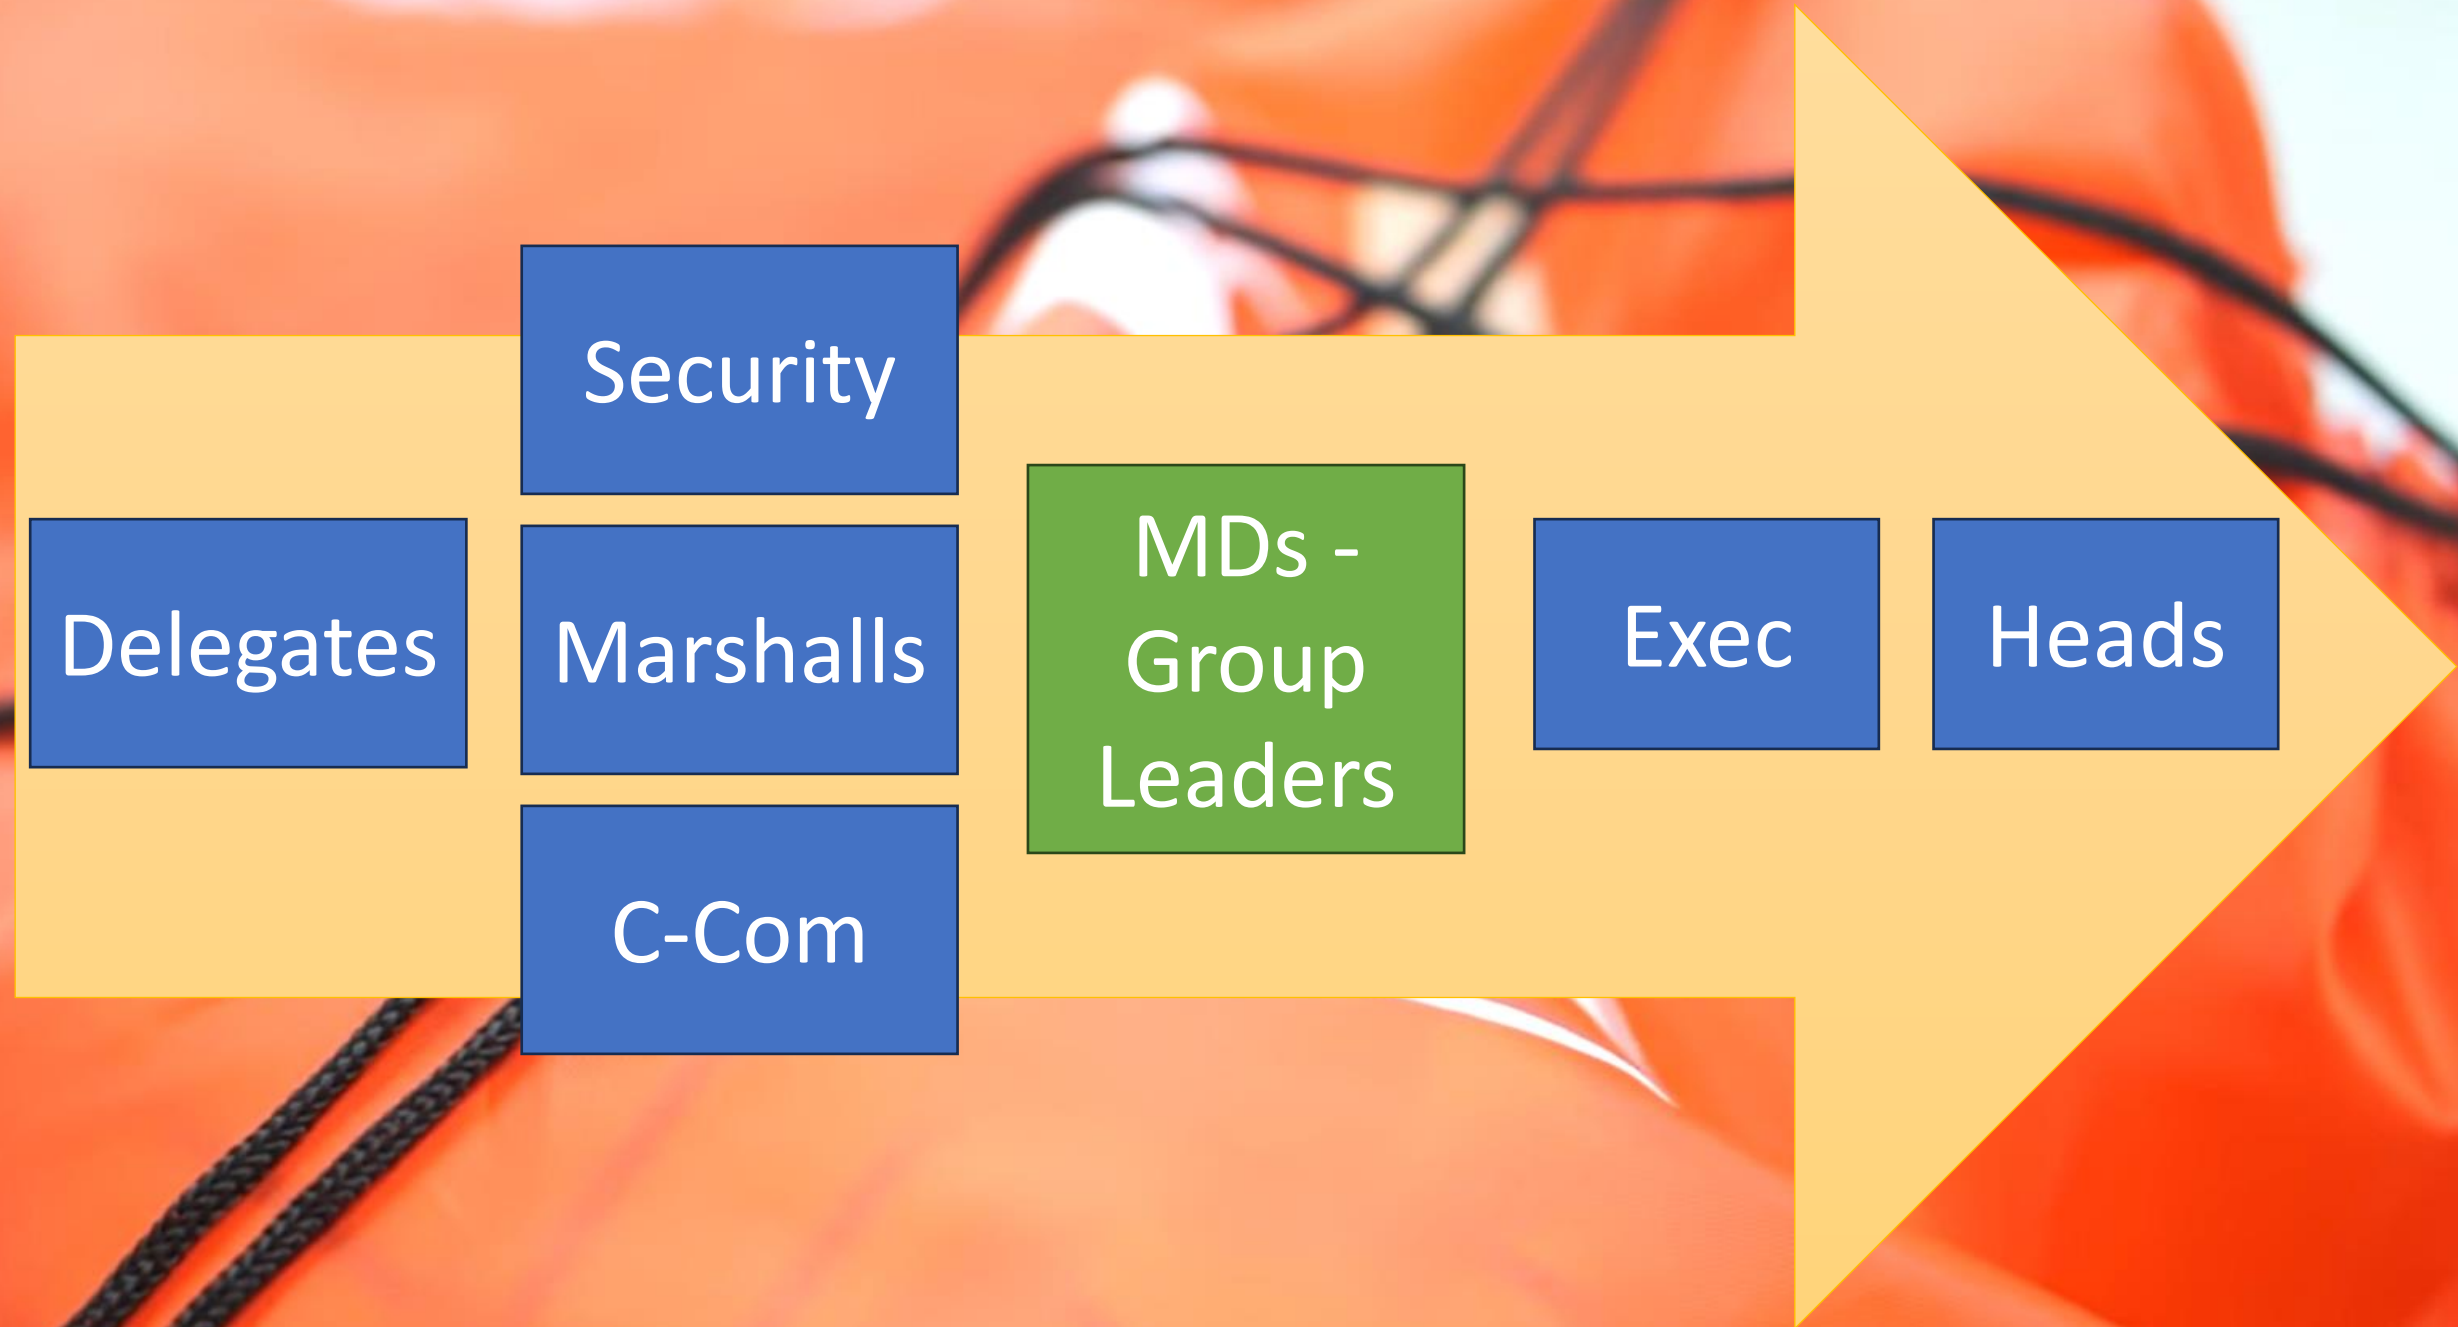 Delegates
Security
Marshalls
C-Com
MDs -
Group
Leaders
Exec
Heads